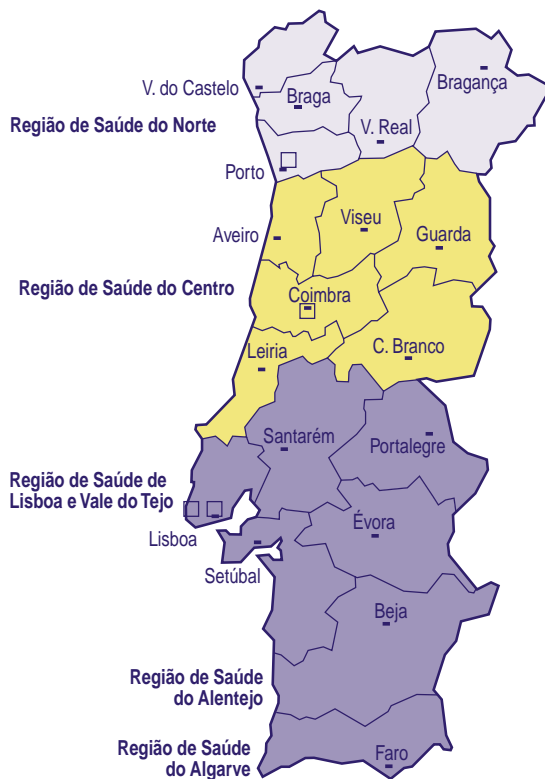 V. do Castelo
Braga
Bragança
Região de Saúde do Norte
V. Real
Porto
Viseu
Aveiro
Guarda
Região de Saúde do Centro
Coimbra
Leiria
C. Branco
Santarém
Portalegre
Região de Saúde de
Lisboa e Vale do Tejo
Lisboa
Évora
Setúbal
Beja
Região de Saúde
do Alentejo
Região de Saúde
do Algarve
Faro